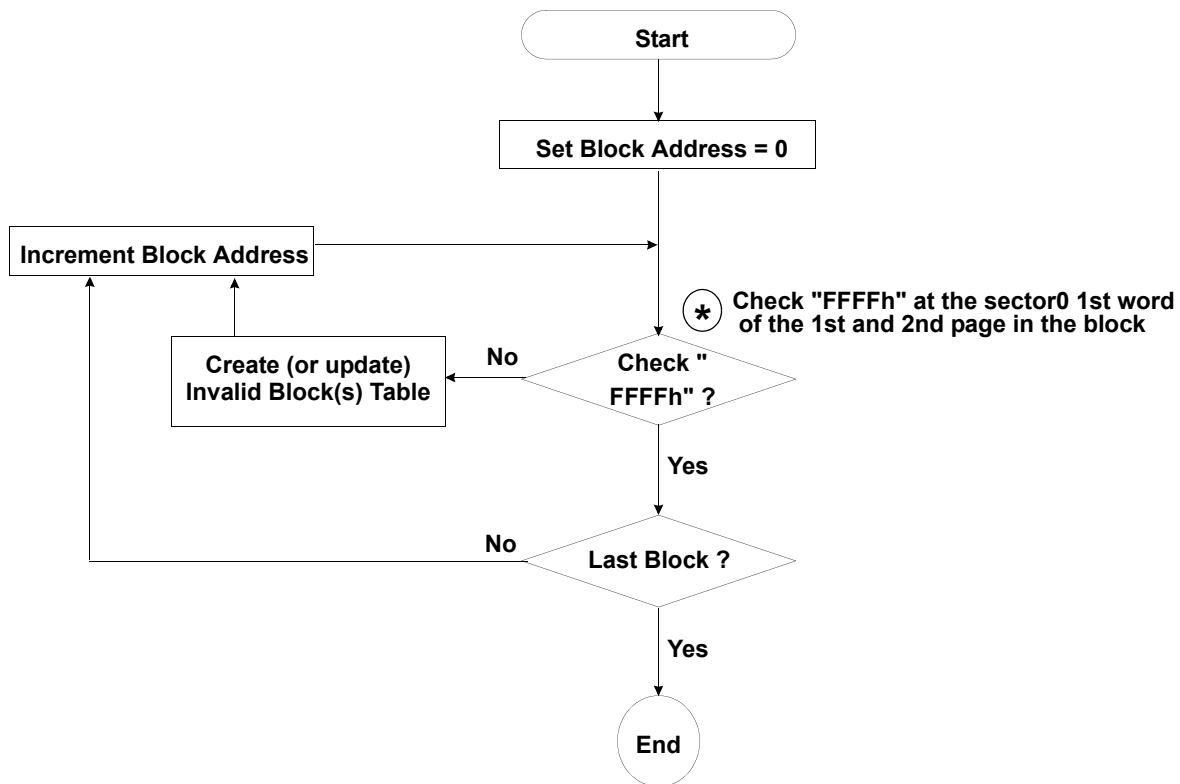 Start
Set Block Address = 0
Increment Block Address
* Check "FFFFh" at the sector0 1st word
of the 1st and 2nd page in the block
No
Create (or update)
Invalid Block(s) Table
Check "
FFFFh" ?
Yes
No
Last Block ?
Yes
End